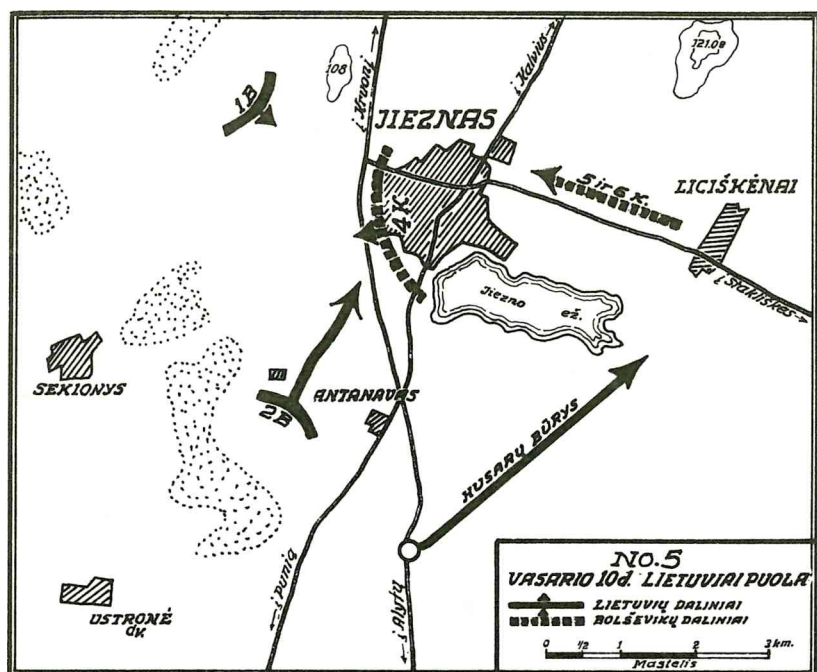 108
121.0e
į Kruonį
į Kalvius
1B
JIEZNAS
4 K.
5 ir 6 K.
LICIŠKĖNAI
į Stakliškes
Jiezno
ež.
SEKIONYS
ANTANAVAS
2B
HUSARŲ BŪRYS
USTRONĖ
dv.
į Punią
į Alytų
No.5
VASARIO 10d. LIETUVIAI PUOLA
LIETUVIŲ DALINIAI
BOLŠEVIKŲ DALINIAI
0 1/2 1 2 3 km.
Mastelis